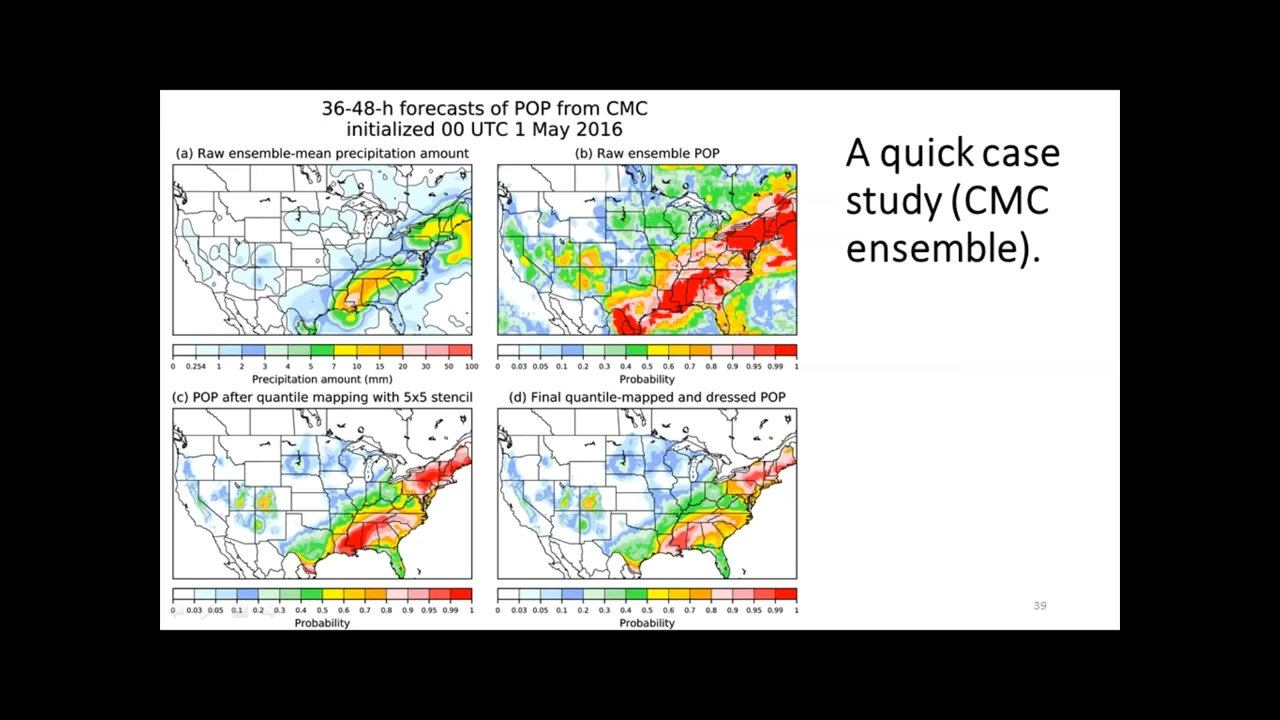 36-48-h forecasts of POP from CMC
initialized 00 UTC 1 May 2016
(a) Raw ensemble-mean precipitation amount
(b) Raw ensemble POP
0 0.254 1 2 3 4 5 7 10 15 20 30 50 100
Precipitation amount (mm)
0 0.03 0.05 0.1 0.2 0.3 0.4 0.5 0.6 0.7 0.8 0.9 0.95 0.99 1
Probability
(c) POP after quantile mapping with 5x5 stencil
(d) Final quantile-mapped and dressed POP
0 0.03 0.05 0.1 0.2 0.3 0.4 0.5 0.6 0.7 0.8 0.9 0.95 0.99 1
Probability
0 0.03 0.05 0.1 0.2 0.3 0.4 0.5 0.6 0.7 0.8 0.9 0.95 0.99 1
Probability
A quick case
study (CMC
ensemble).
39